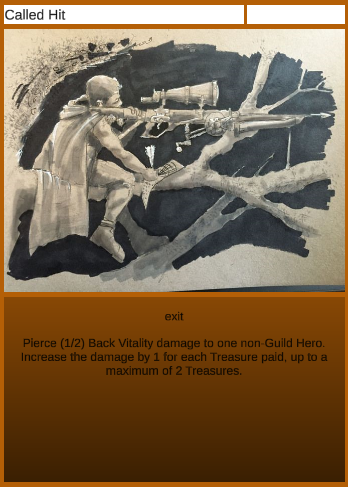 Called Hit
exit
Pierce (1/2) Back Vitality damage to one non-Guild Hero.
Increase the damage by 1 for each Treasure paid, up to a
maximum of 2 Treasures.